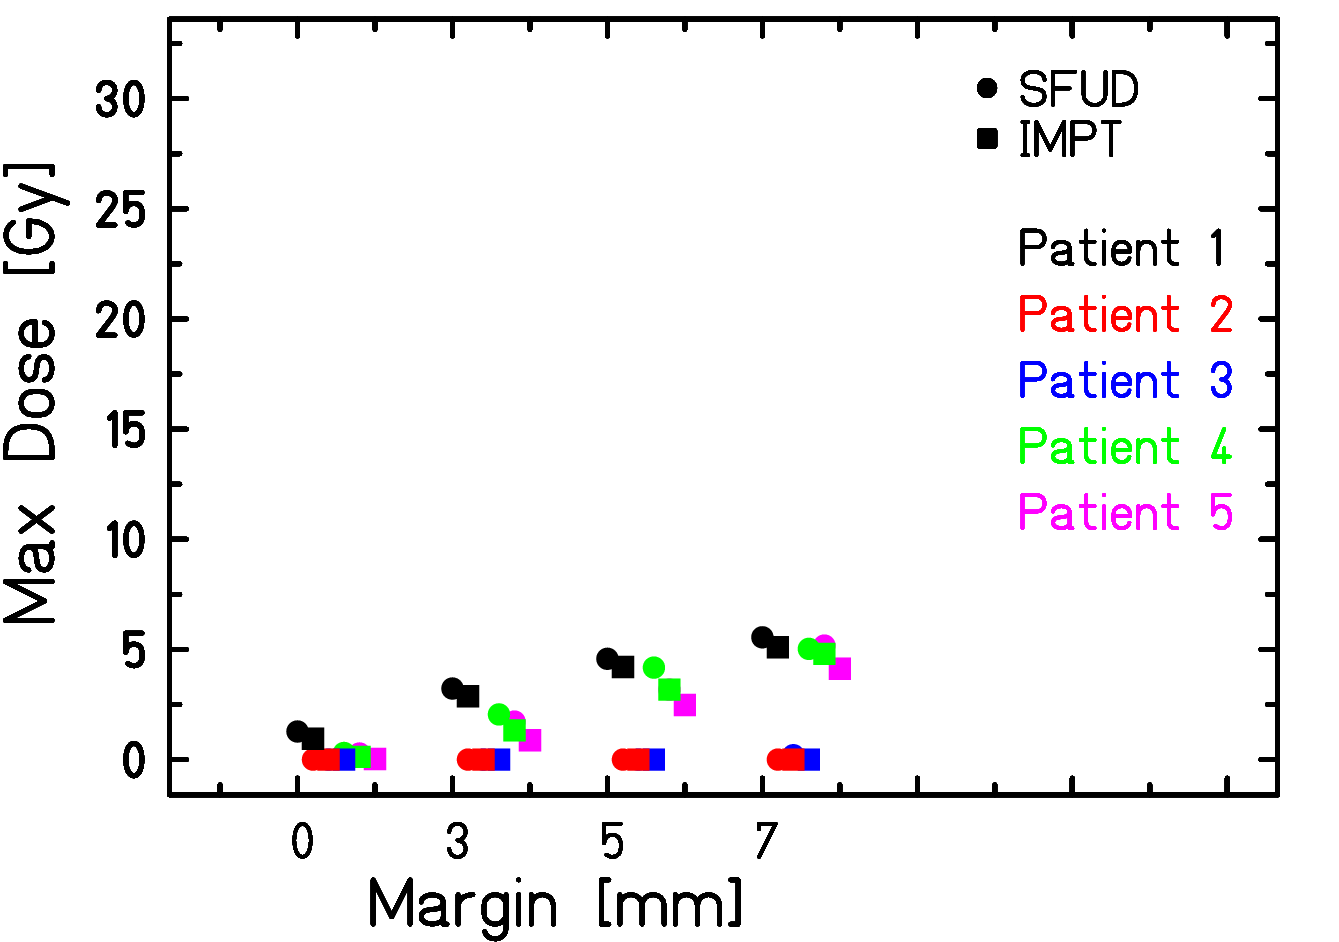 30
25
20
15
10
5
0
Max Dose [Gy]
SFUD
IMPT
Patient 1
Patient 2
Patient 3
Patient 4
Patient 5
0 3 5 7
Margin [mm]